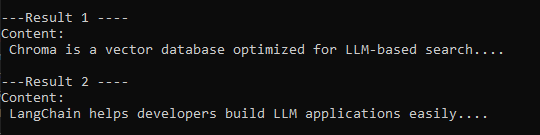 ---Result 1 ----
Content:
 Chroma is a vector database optimized for LLM-based search....
---Result 2 ----
Content:
 LangChain helps developers build LLM applications easily....